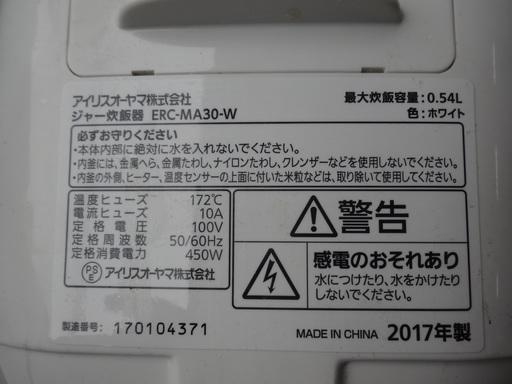 アイリスオーヤマ株式会社
ジャー炊飯器 ERC-MA30-W
最大炊飯容量:0.54L
色:ホワイト
必ずお守りください
・本体内部に絶対に水を入れないでください。
・内釜には、金属へら、金属たわし、ナイロンたわし、クレンザーなどを使用しないでください。
・内釜の外側、ヒーター、温度センサーの上面に付いた米粒などは、取り除いて使用してください。
温度ヒューズ 172℃
電流ヒューズ 10A
定格電圧 100V
定格周波数 50/60Hz
定格消費電力 450W
PSE アイリスオーヤマ株式会社
警告
感電のおそれあり
水につけたり、水をかけたり
しないでください。
製造番号: 170104371
MADE IN CHINA 2017年製